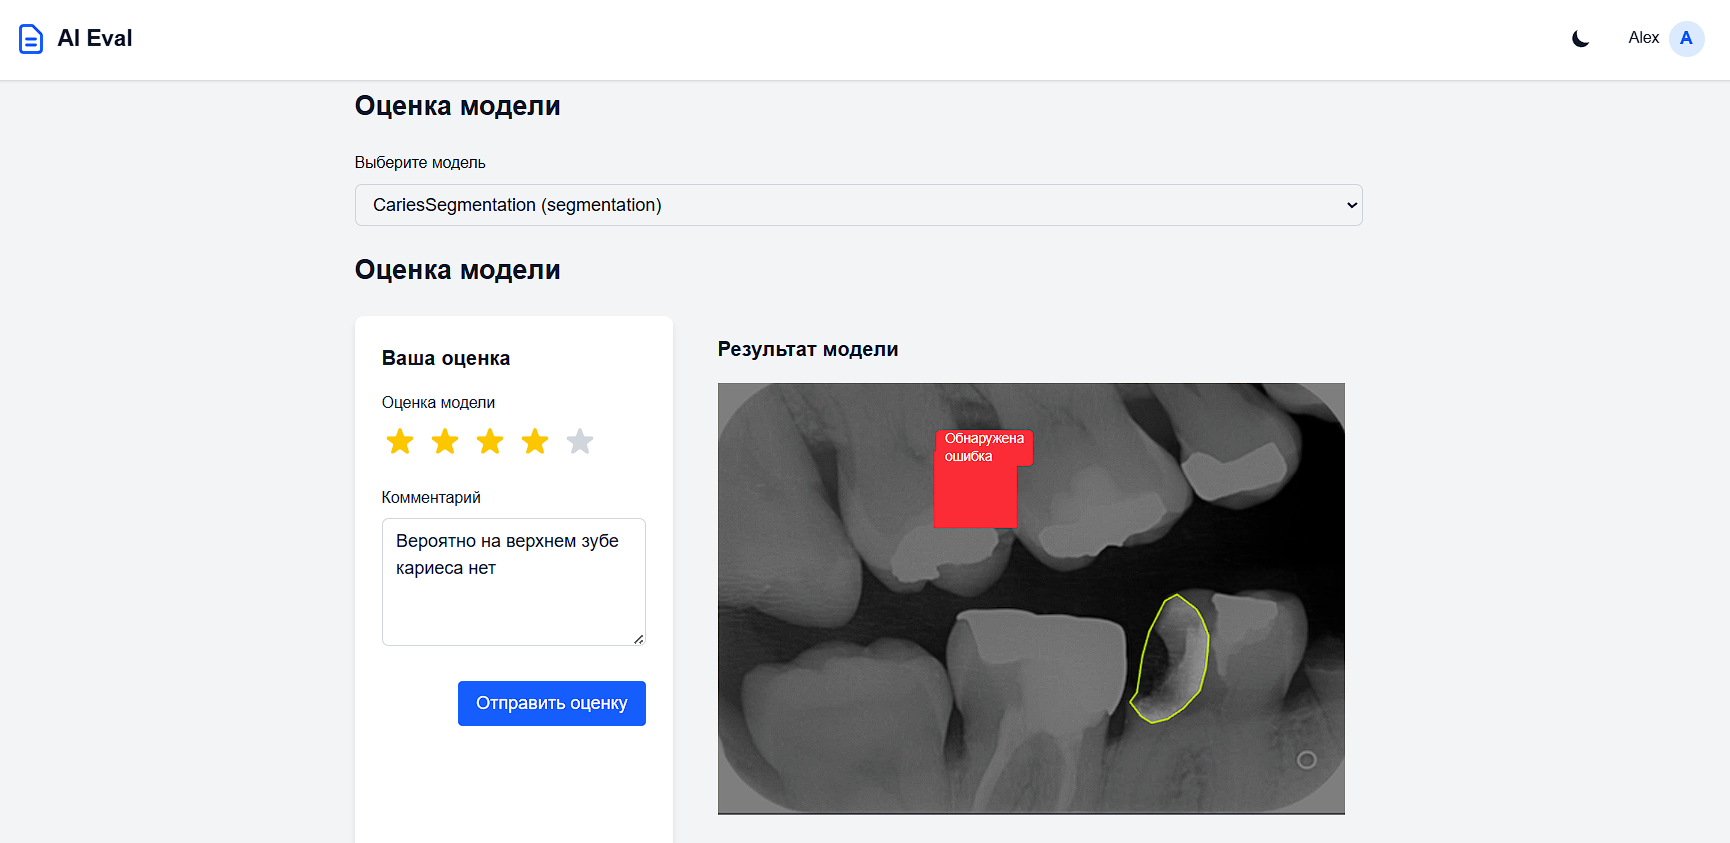 AI Eval
Alex
A
Оценка модели
Выберите модель
CariesSegmentation (segmentation)
Оценка модели
Ваша оценка
Оценка модели
Комментарий
Вероятно на верхнем зубе
кариеса нет
Отправить оценку
Результат модели
Обнаружена
ошибка